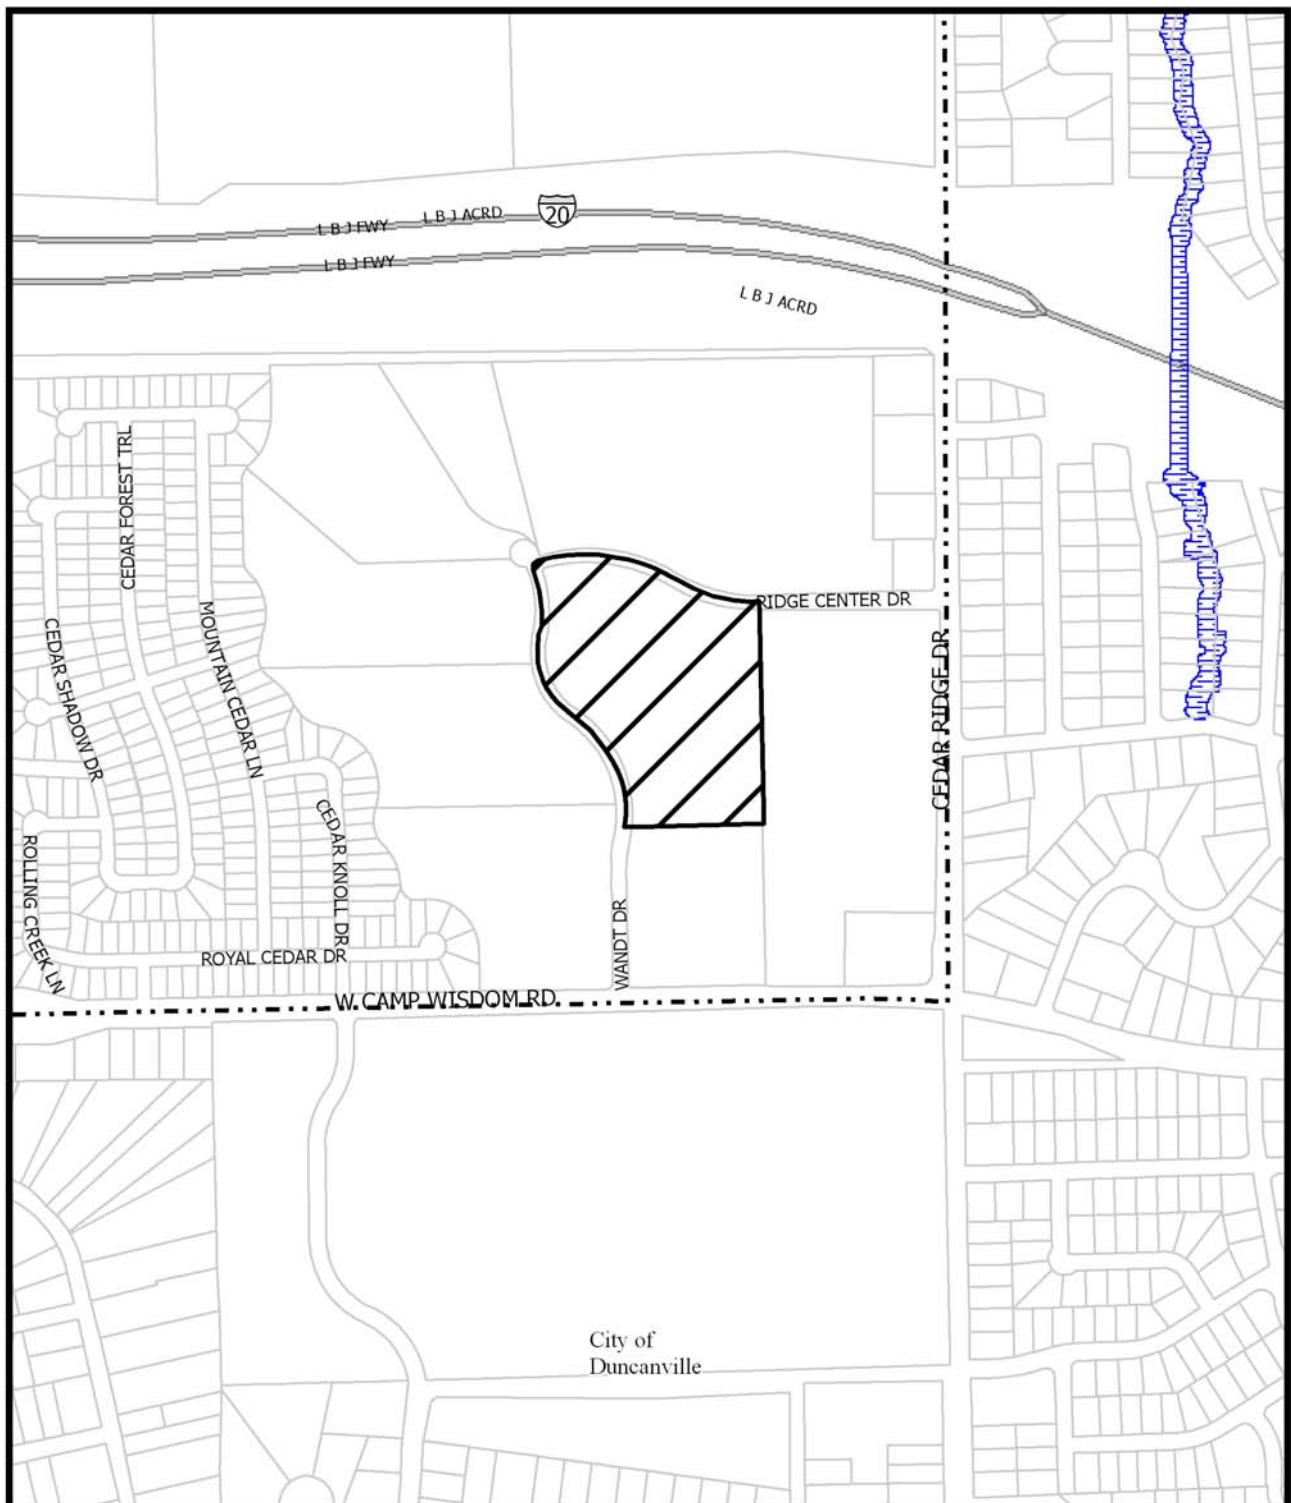 L B J FWY
L B J ACRD
20
L B J FWY
L B J ACRD
CEDAR FOREST TRL
MOUNTAIN CEDAR LN
CEDAR SHADOW DR
RIDGE CENTER DR
CEDAR RIDGE DR
CEDAR KNOLL DR
ROLLING CREEK LN
WANDT DR
ROYAL CEDAR DR
W CAMP WISDOM RD
City of
Duncanville